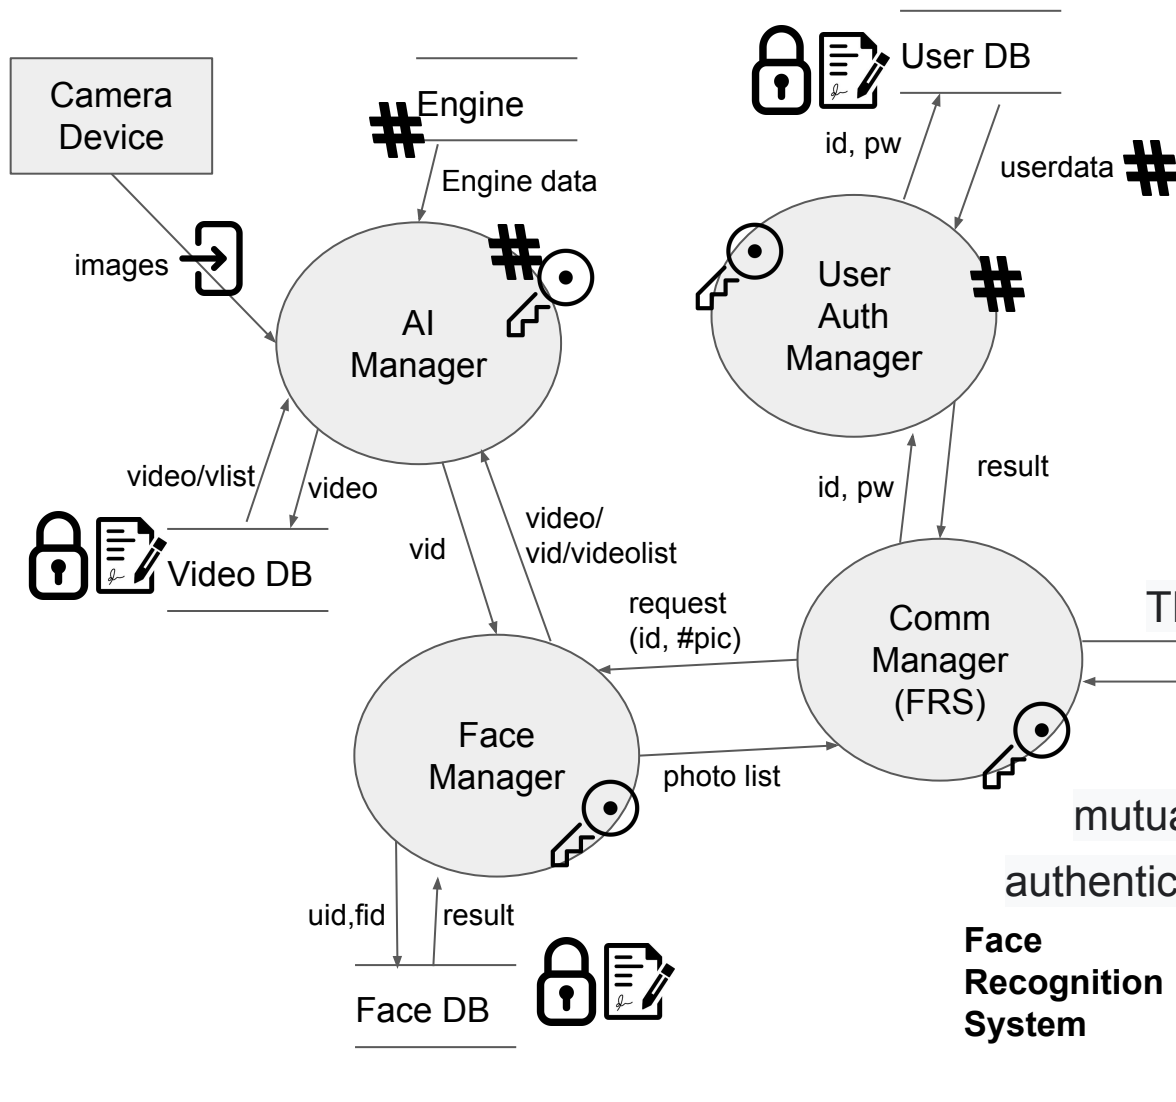 Camera
Device
Engine
Engine data
images
AI
Manager
User DB
id, pw
userdata
User
Auth
Manager
video/vlist
video
Video DB
vid
video/
vid/videolist
id, pw
result
request
(id, #pic)
Comm
Manager
(FRS)
Face
Manager
photo list
uid,fid
result
Face DB
mutua
authentic
Face
Recognition
System